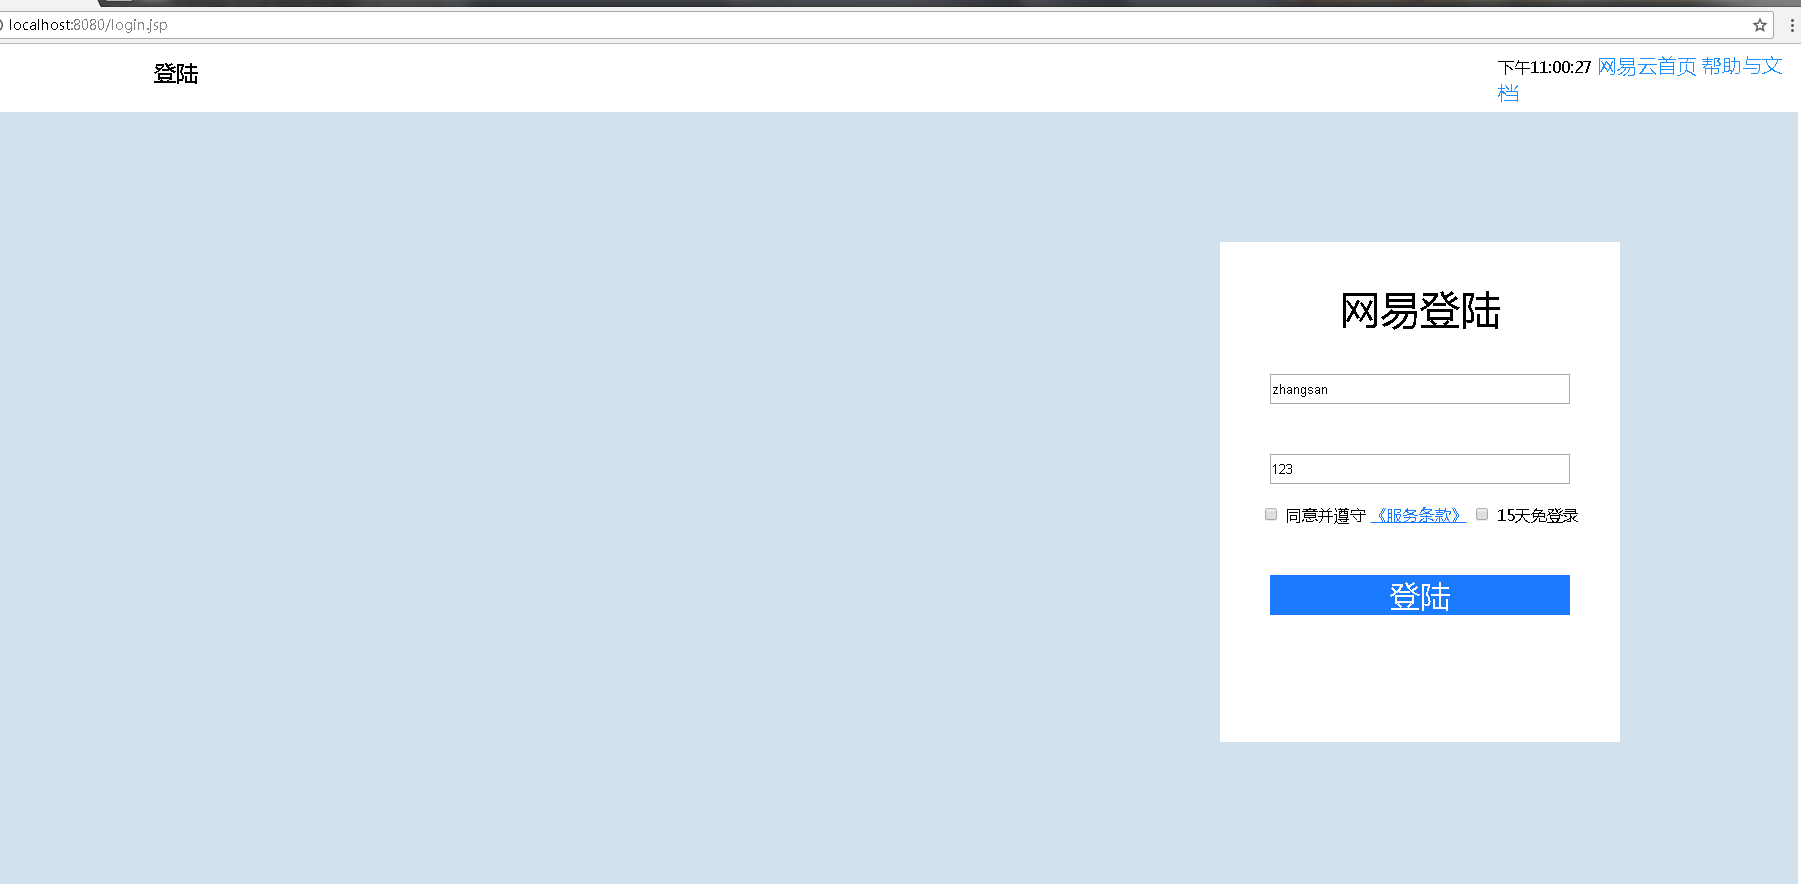 localhost:8080/login.jsp
登陆
下午11:00:27 网易云首页 帮助与文
档
网易登陆
zhangsan
123
同意并遵守 《服务条款》 15天免登录
登陆